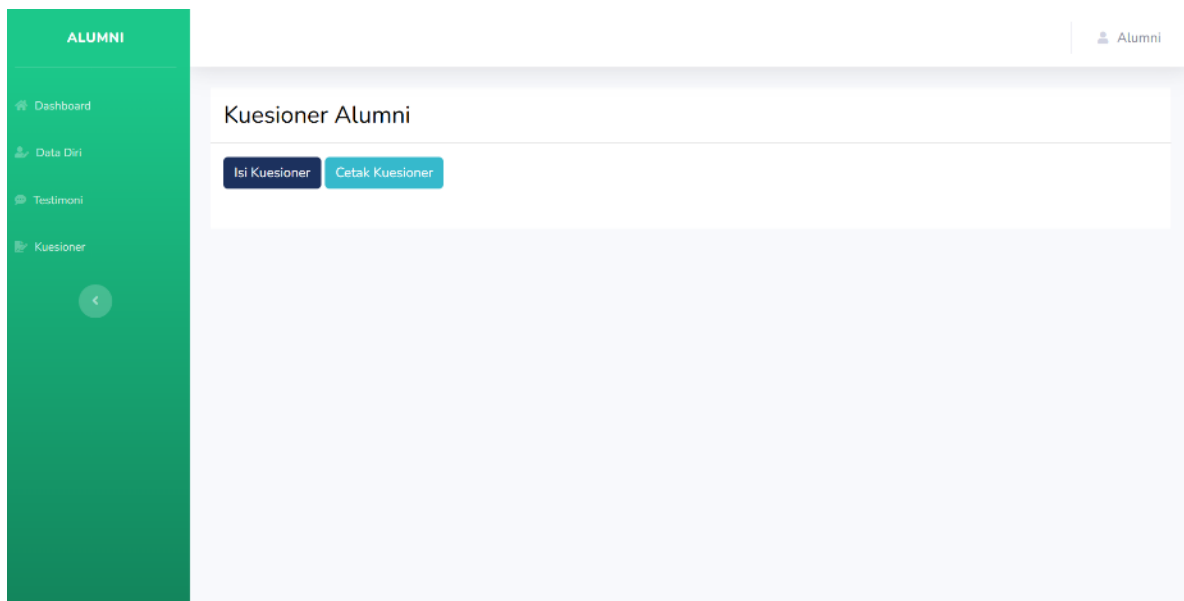 ALUMNI
Alumni
Dashboard
Data Diri
Testimoni
Kuesioner
Kuesioner Alumni
Isi Kuesioner
Cetak Kuesioner